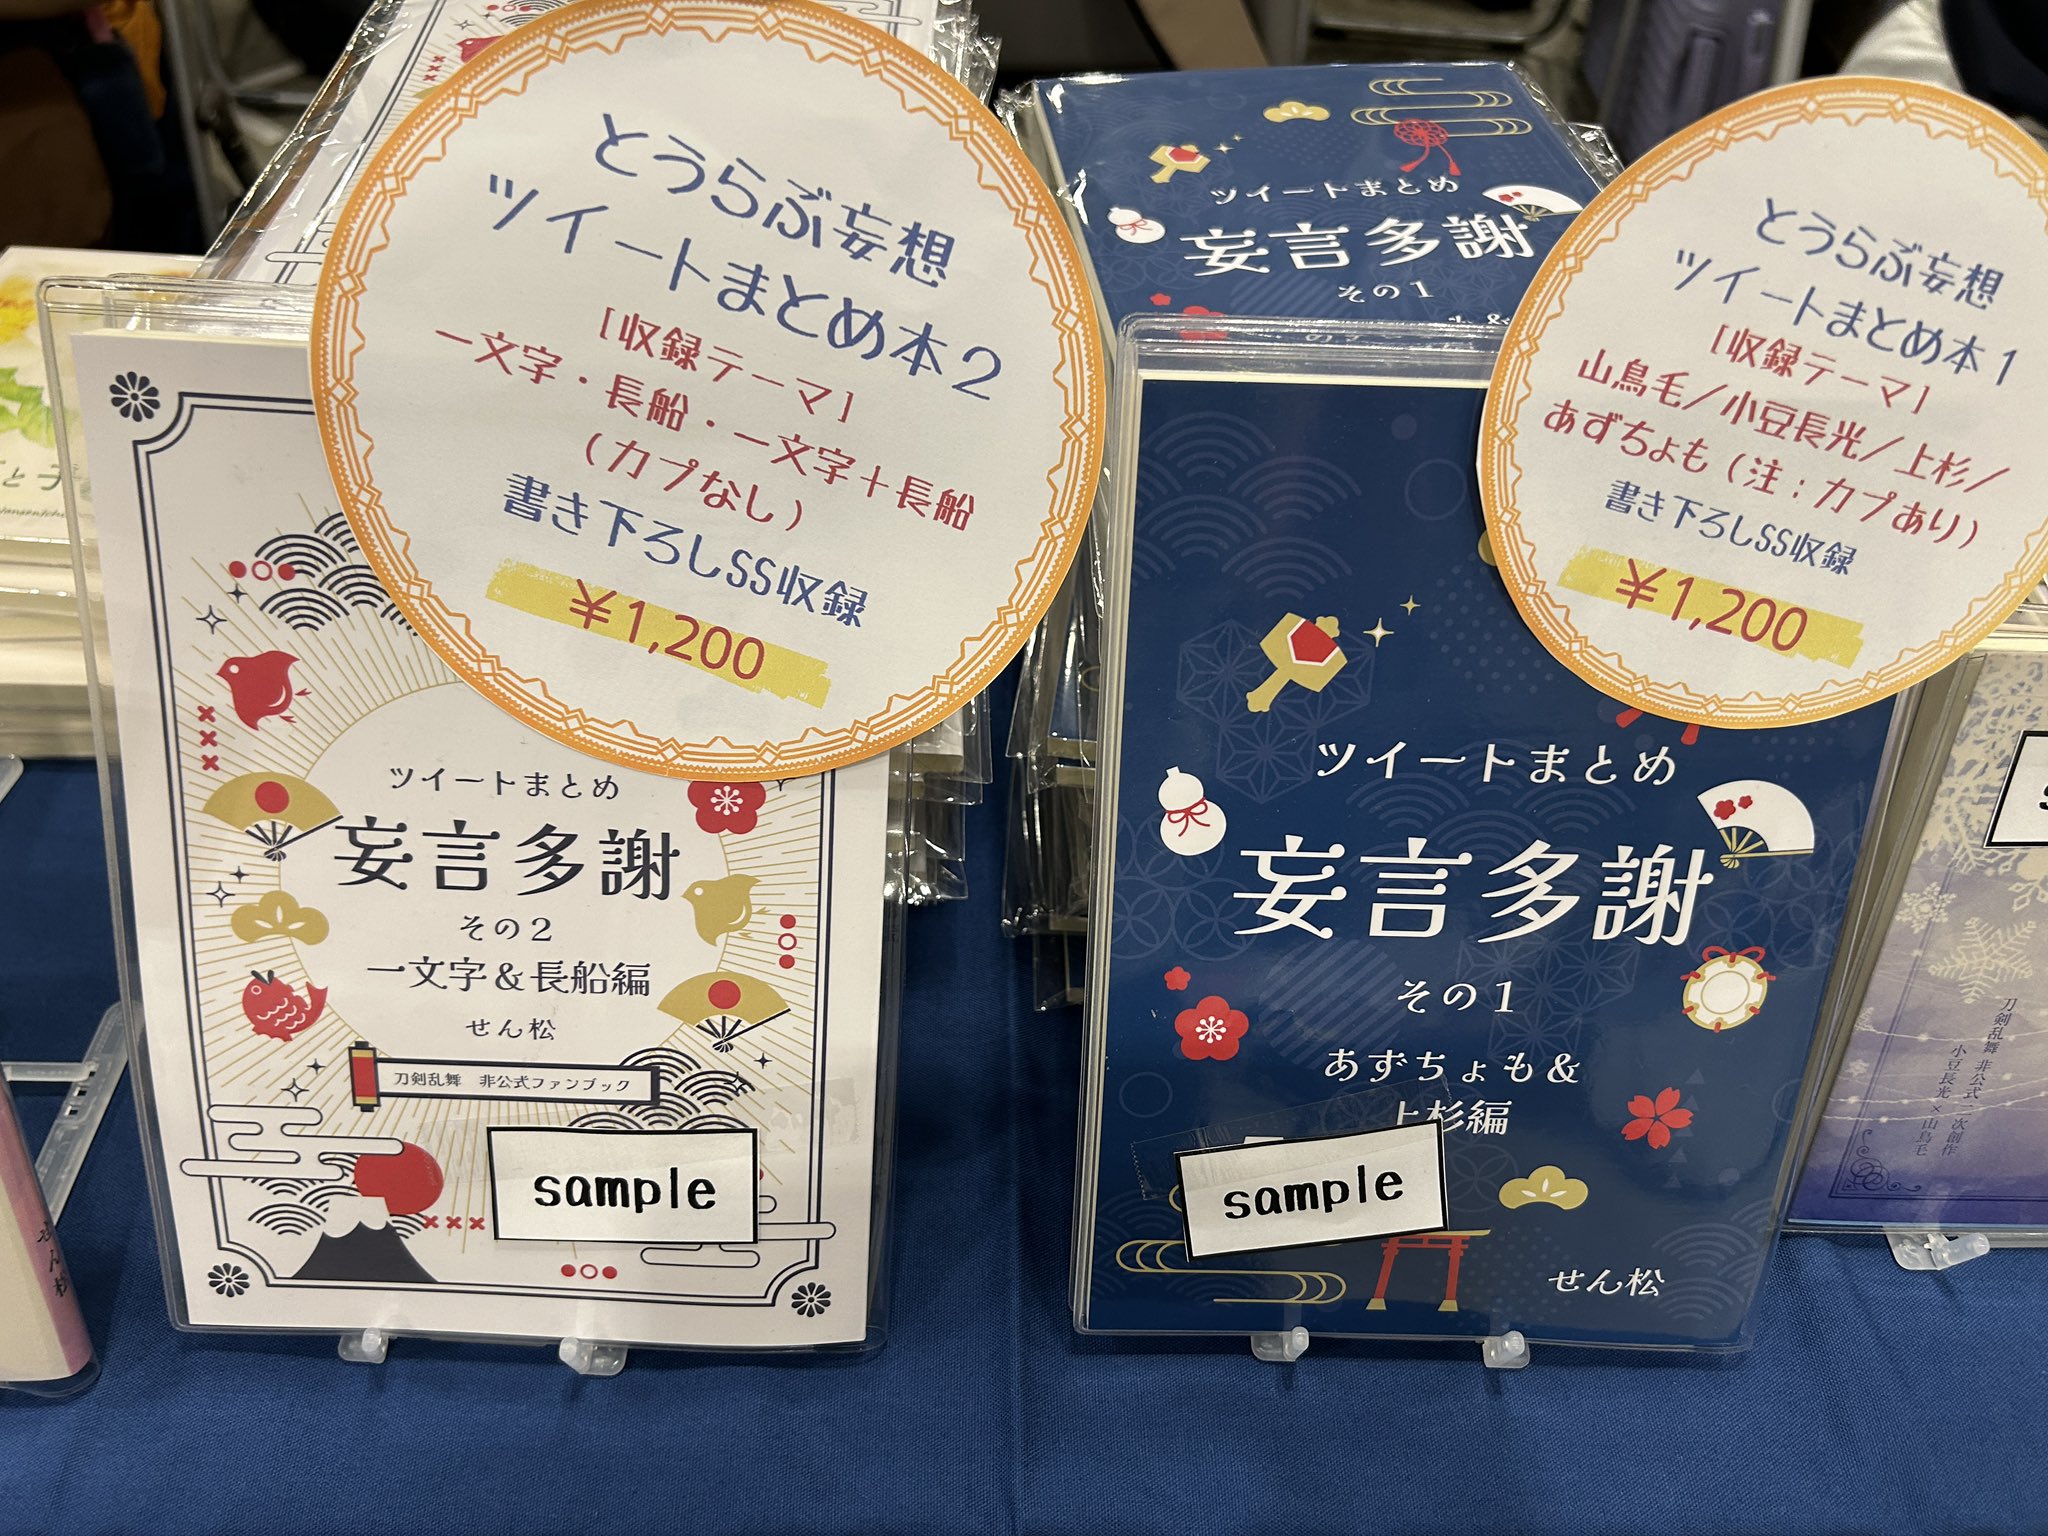 とうらぶ妄想
ツイートまとめ本2
[収録テーマ]
一文字・長船・一文字+長船
(カプなし)
書き下ろしSS収録
¥1,200
ツイートまとめ
妄言多謝
その2
一文字&長船編
せん松
刀剣乱舞 非公式ファンブック
sample
ツイートまとめ
妄言多謝
その1
とうらぶ妄想
ツイートまとめ本1
[収録テーマ]
山鳥毛/小豆長光/上杉/
あずちょも(注:カプあり)
書き下ろしSS収録
¥1,200
ツイートまとめ
妄言多謝
その1
あずちょも&
上杉編
sample
せん松
刀剣乱舞 非公式二次創作
小豆長光×山鳥毛
せん松